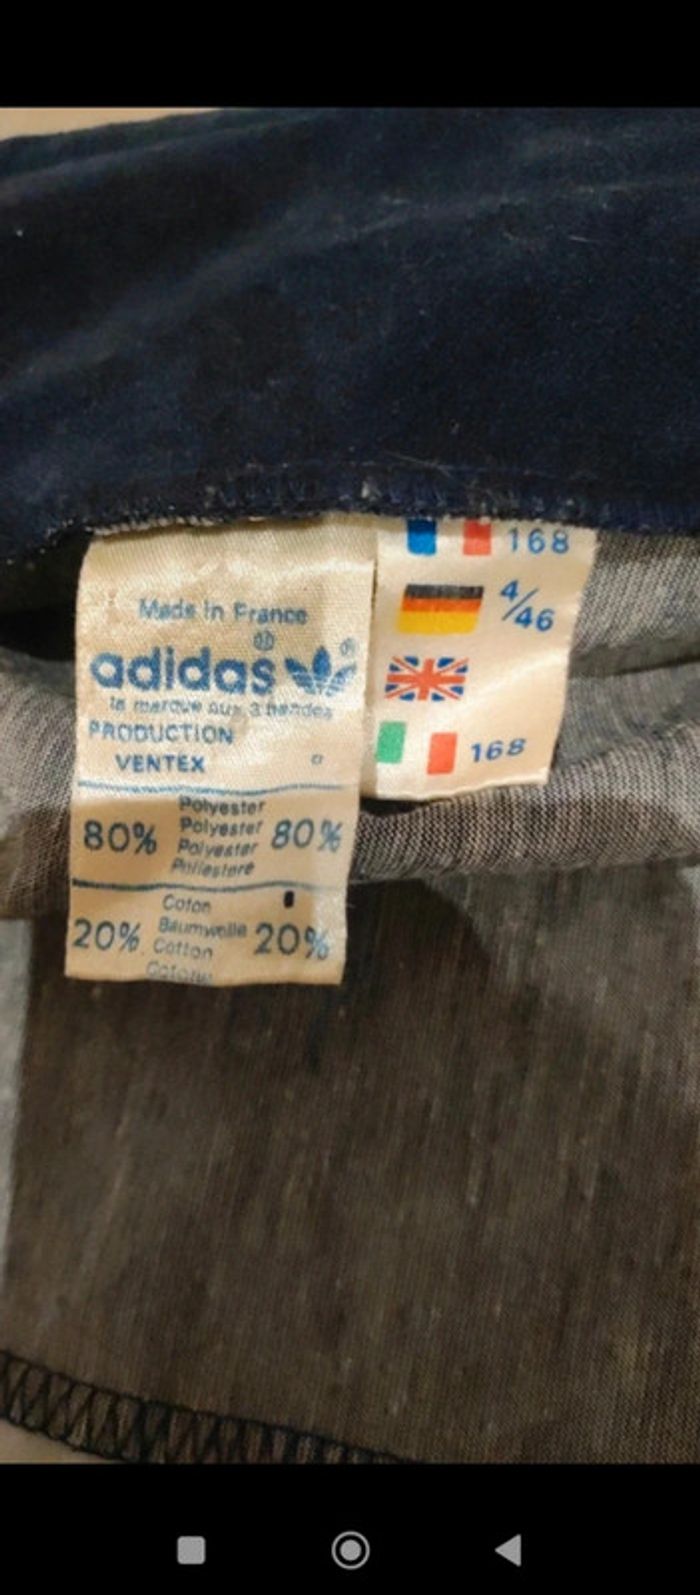 Made in France
adidas
la marque aux 3 bandes
PRODUCTION
VENTEX
80% Polyester 80%
Polyester
Polyester
Poliestere
20% Coton 20%
Baumwolle
Cotton
Cotone
168
4/46
168